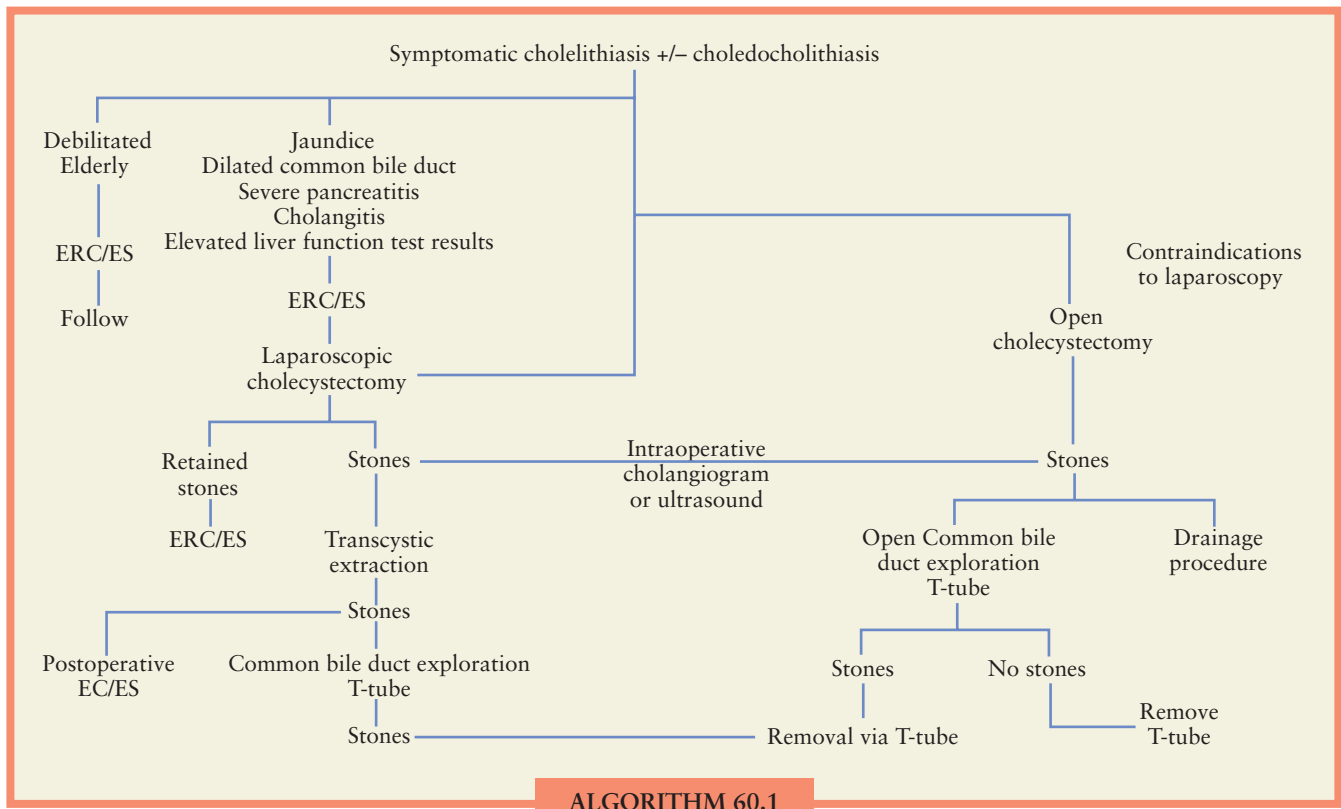 Symptomatic cholelithiasis +/– choledocholithiasis
Debilitated
Elderly
ERC/ES
Follow
Jaundice
Dilated common bile duct
Severe pancreatitis
Cholangitis
Elevated liver function test results
ERC/ES
Laparoscopic
cholecystectomy
Contraindications
to laparoscopy
Open
cholecystectomy
Retained
stones
ERC/ES
Stones
Intraoperative
cholangiogram
or ultrasound
Stones
Transcystic
extraction
Open Common bile
duct exploration
T-tube
Drainage
procedure
Stones
Postoperative
EC/ES
Common bile duct exploration
T-tube
Stones
Stones
No stones
Removal via T-tube
Remove
T-tube
ALGORITHM 60.1